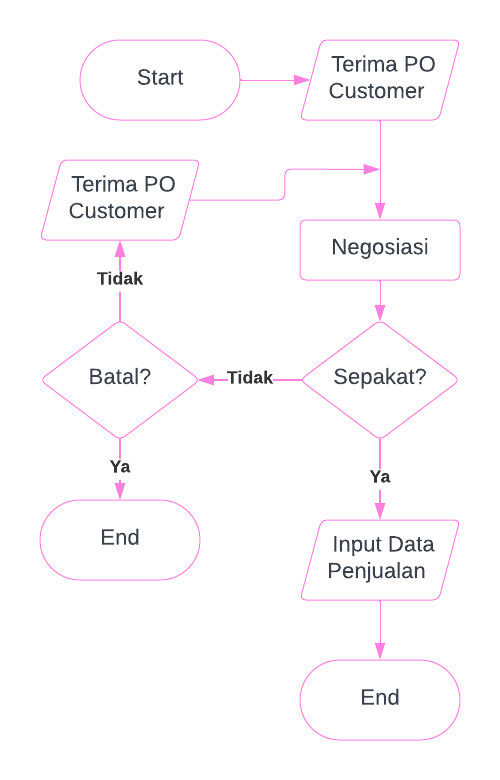 Start
Terima PO
Customer
Terima PO
Customer
Negosiasi
Tidak
Batal?
Tidak
Sepakat?
Ya
Ya
End
Input Data
Penjualan
End